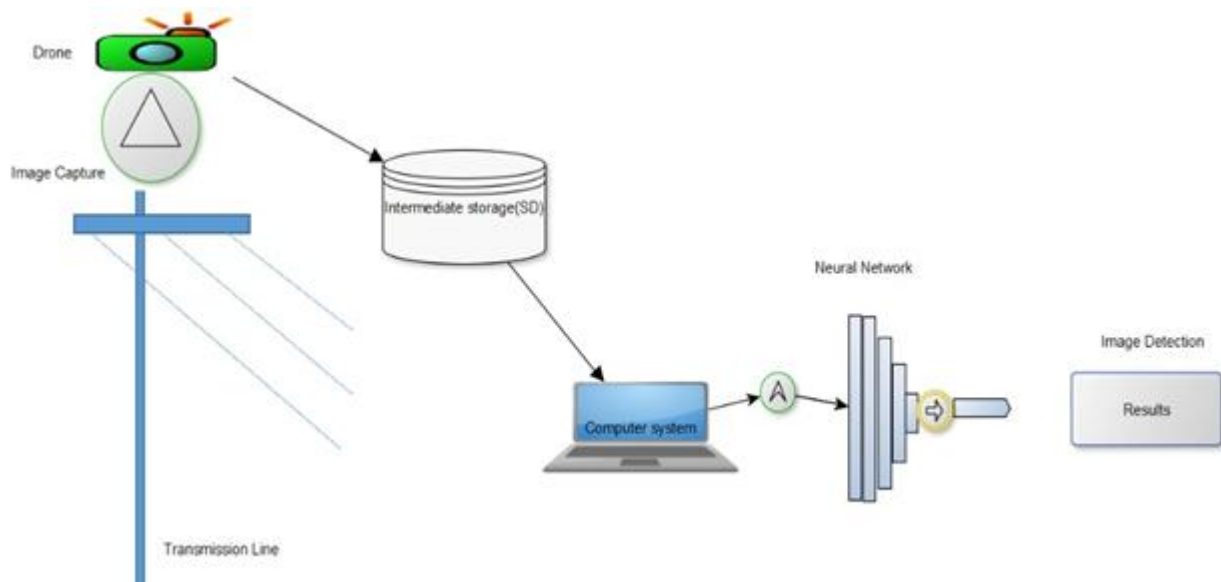 Drone
Image Capture
Intermediate storage(SD)
Neural Network
Image Detection
Results
Computer system
Transmission Line